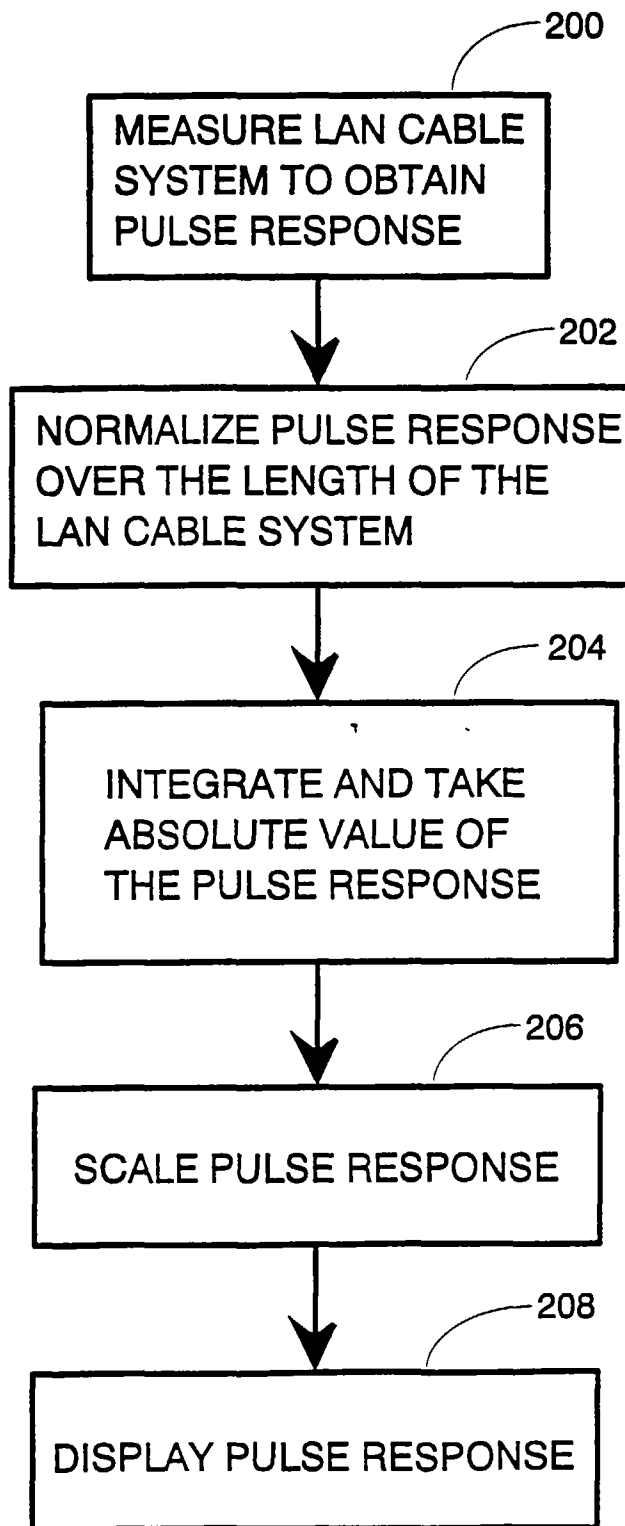 200
MEASURE LAN CABLE
SYSTEM TO OBTAIN
PULSE RESPONSE
202
NORMALIZE PULSE RESPONSE
OVER THE LENGTH OF THE
LAN CABLE SYSTEM
204
INTEGRATE AND TAKE
ABSOLUTE VALUE OF
THE PULSE RESPONSE
206
SCALE PULSE RESPONSE
208
DISPLAY PULSE RESPONSE